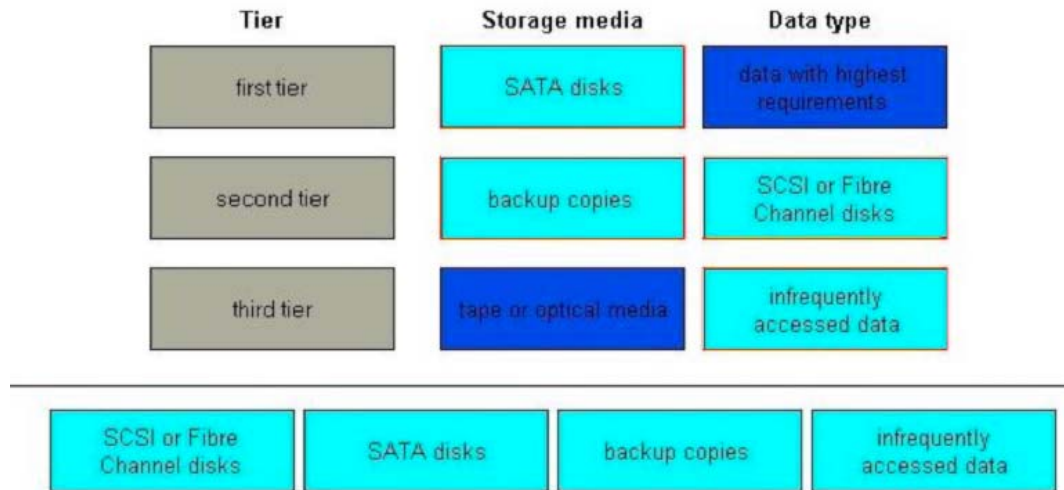 Tier Storage media Data type
first tier SATA disks data with highest
requirements
second tier backup copies SCSI or Fibre
Channel disks
third tier tape or optical media infrequently
accessed data
SCSI or Fibre
Channel disks SATA disks backup copies infrequently
accessed data